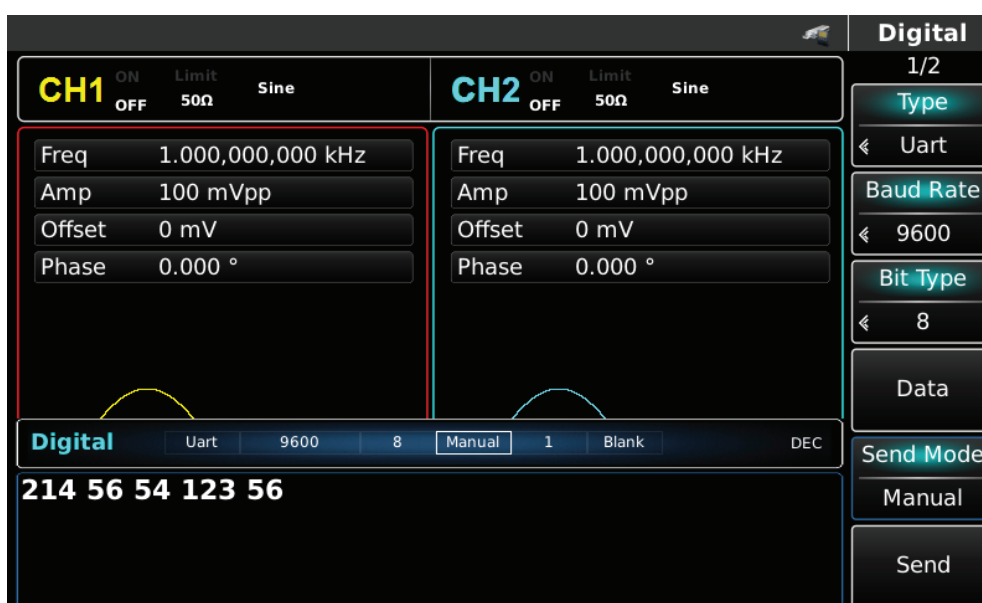 Digital
1/2
CH1 ON OFF Limit 50Ω Sine
CH2 ON OFF Limit 50Ω Sine
Freq 1.000,000,000 kHz
Amp 100 mVpp
Offset 0 mV
Phase 0.000 °
Freq 1.000,000,000 kHz
Amp 100 mVpp
Offset 0 mV
Phase 0.000 °
Type
Uart
Baud Rate
9600
Bit Type
8
Data
Send Mode
Manual
Send
Digital Uart 9600 8 Manual 1 Blank DEC
214 56 54 123 56